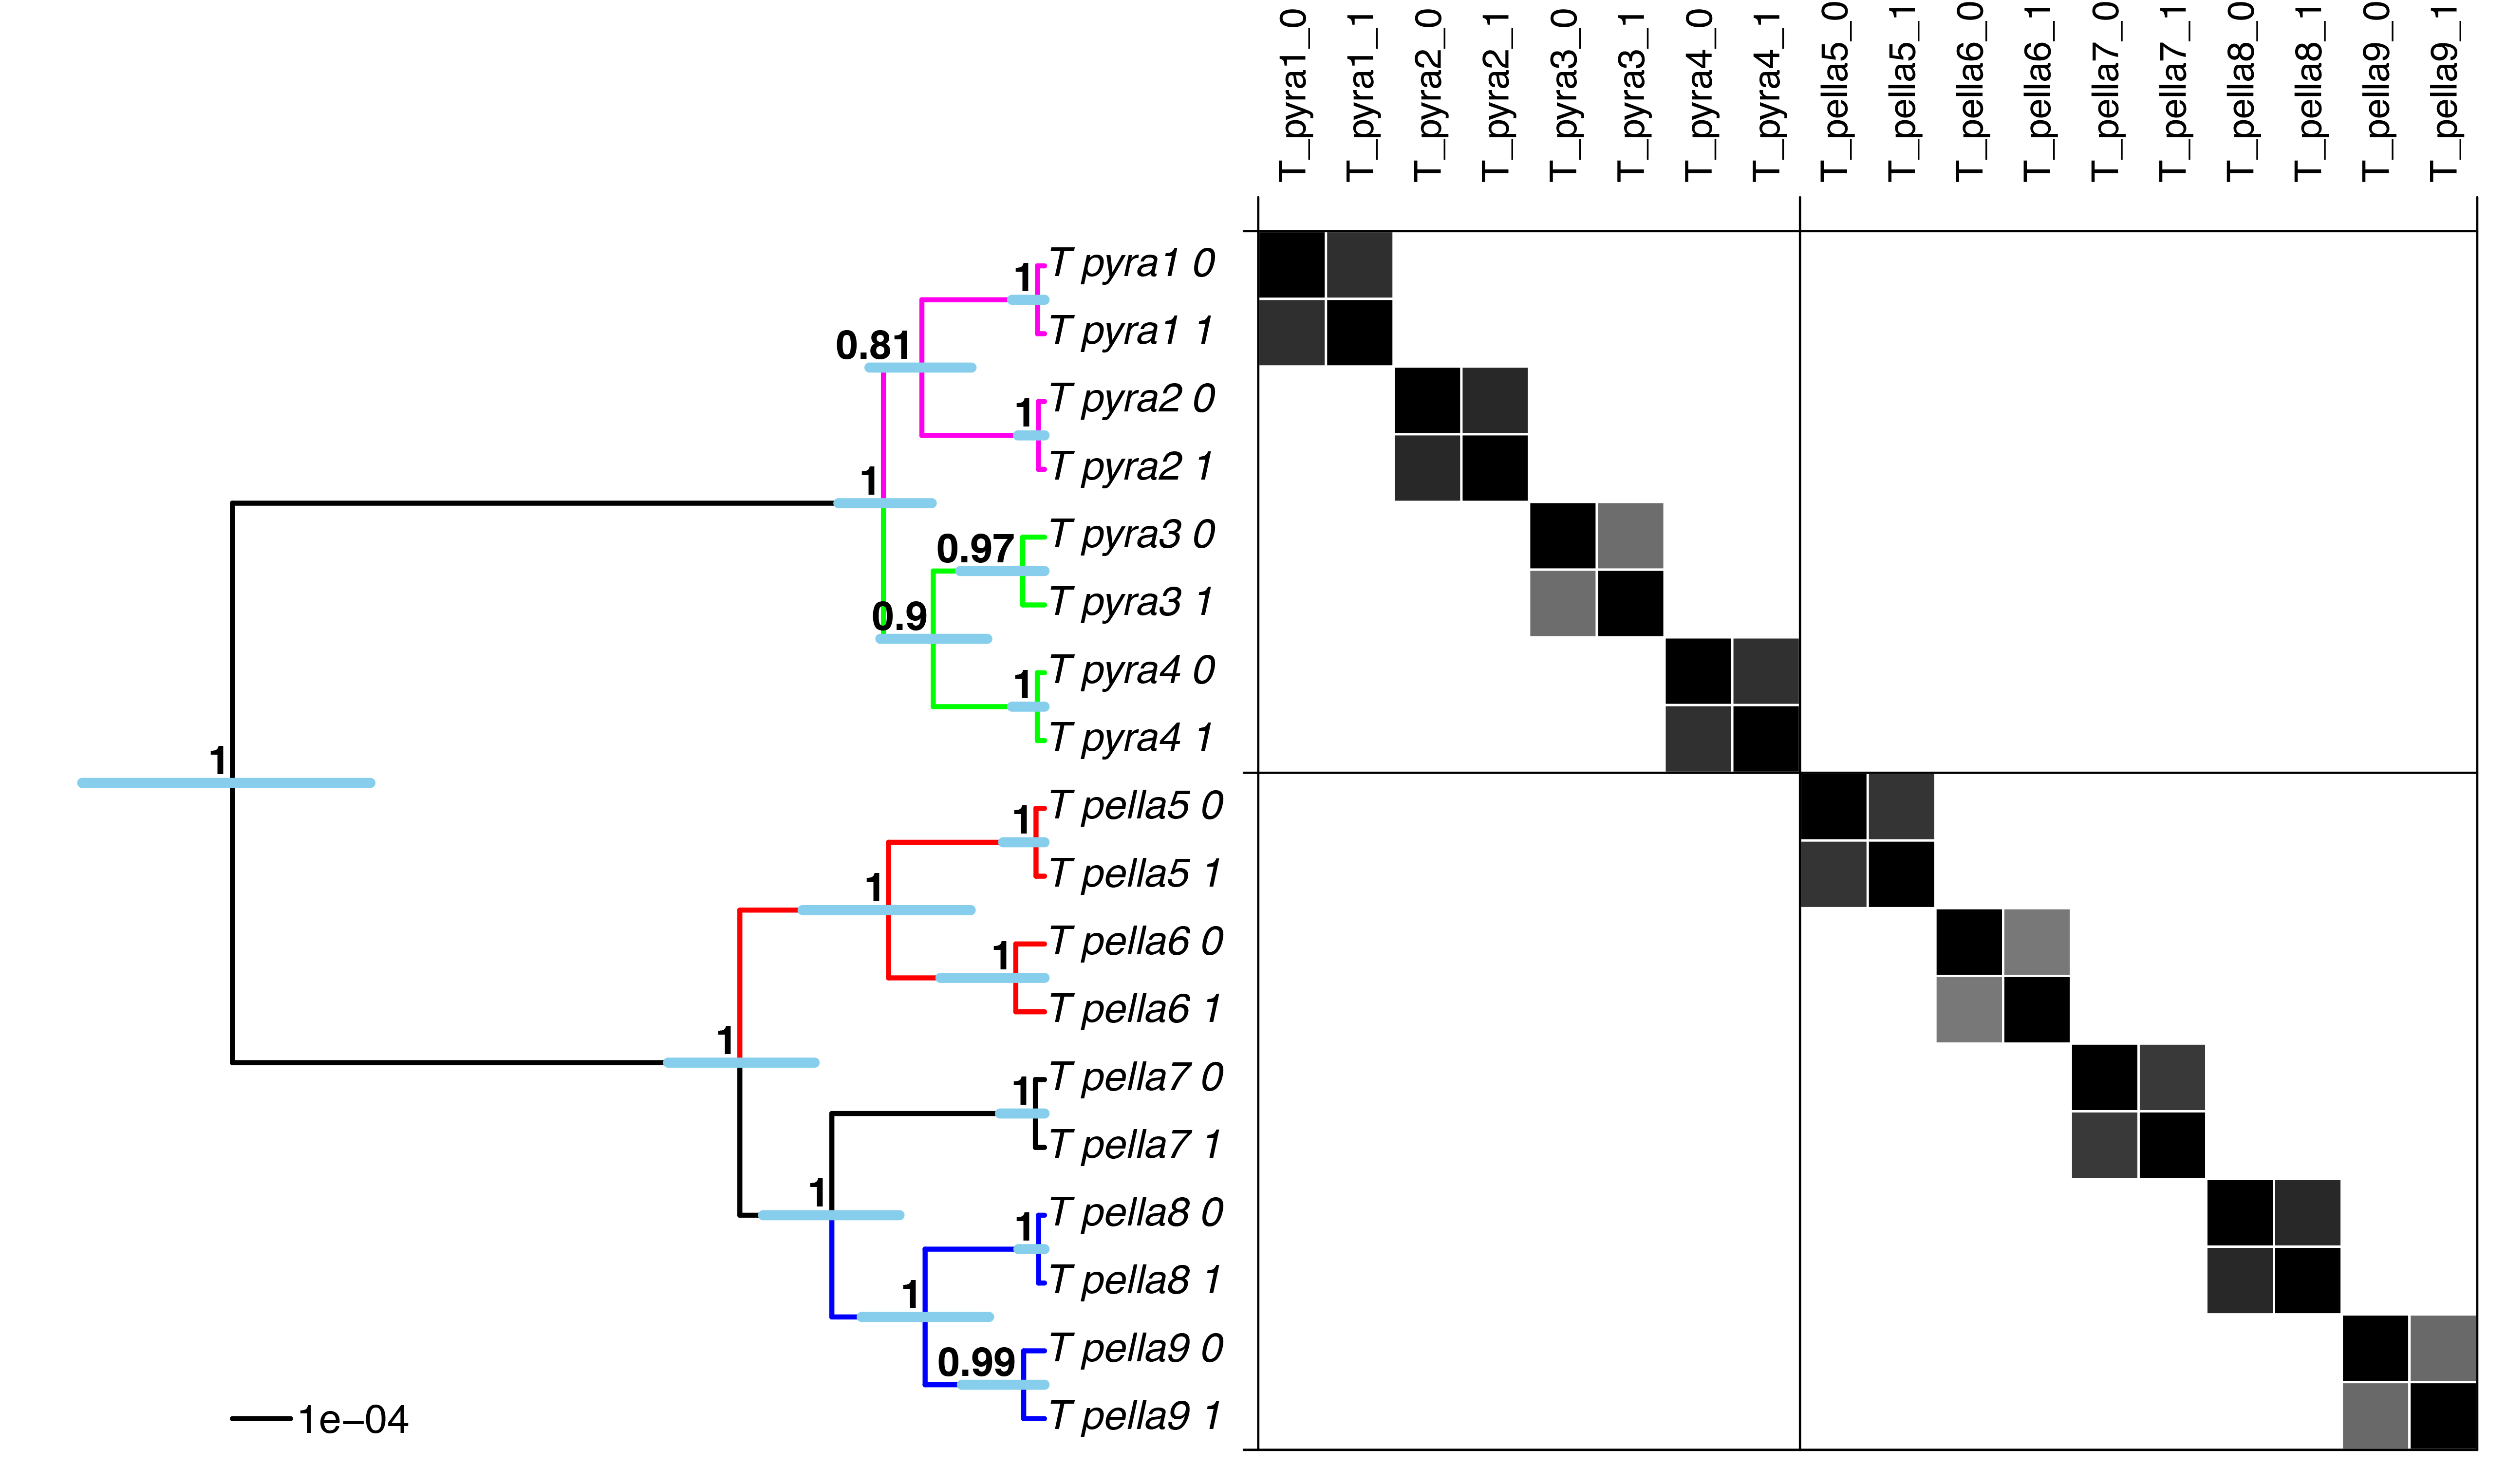 T_pyra1_0
T_pyra1_1
T_pyra2_0
T_pyra2_1
T_pyra3_0
T_pyra3_1
T_pyra4_0
T_pyra4_1
T_pella5_0
T_pella5_1
T_pella6_0
T_pella6_1
T_pella7_0
T_pella7_1
T_pella8_0
T_pella8_1
T_pella9_0
T_pella9_1
T pyra1 0
1
T pyra1 1
0.81
T pyra2 0
1
T pyra2 1
1
T pyra3 0
0.97
T pyra3 1
0.9
T pyra4 0
1
T pyra4 1
1
T pella5 0
1
T pella5 1
1
T pella6 0
1
T pella6 1
1
T pella7 0
1
T pella7 1
1
T pella8 0
1
T pella8 1
1
T pella9 0
0.99
T pella9 1
1e−04